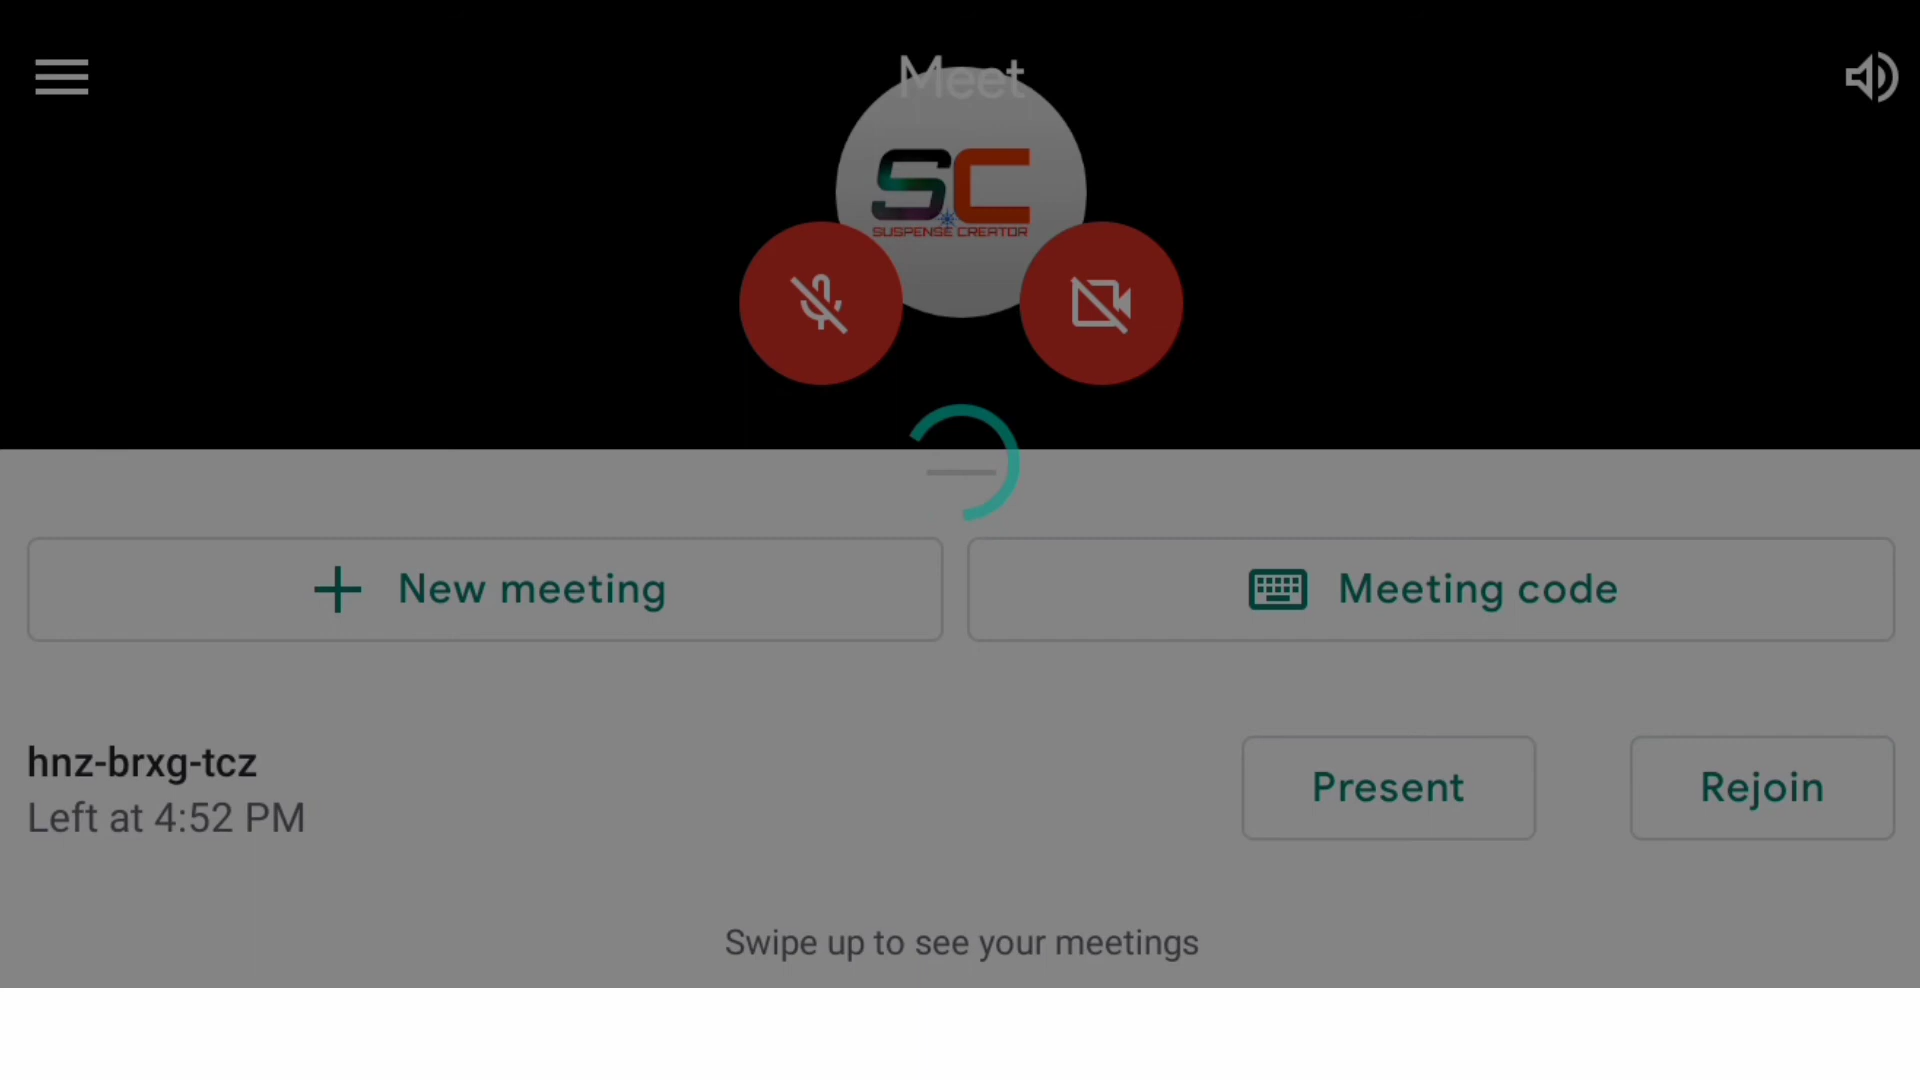 Meet
SC
SUSPENSE CREATOR
New meeting
Meeting code
hnz-brxg-tcz
Left at 4:52 PM
Present
Rejoin
Swipe up to see your meetings